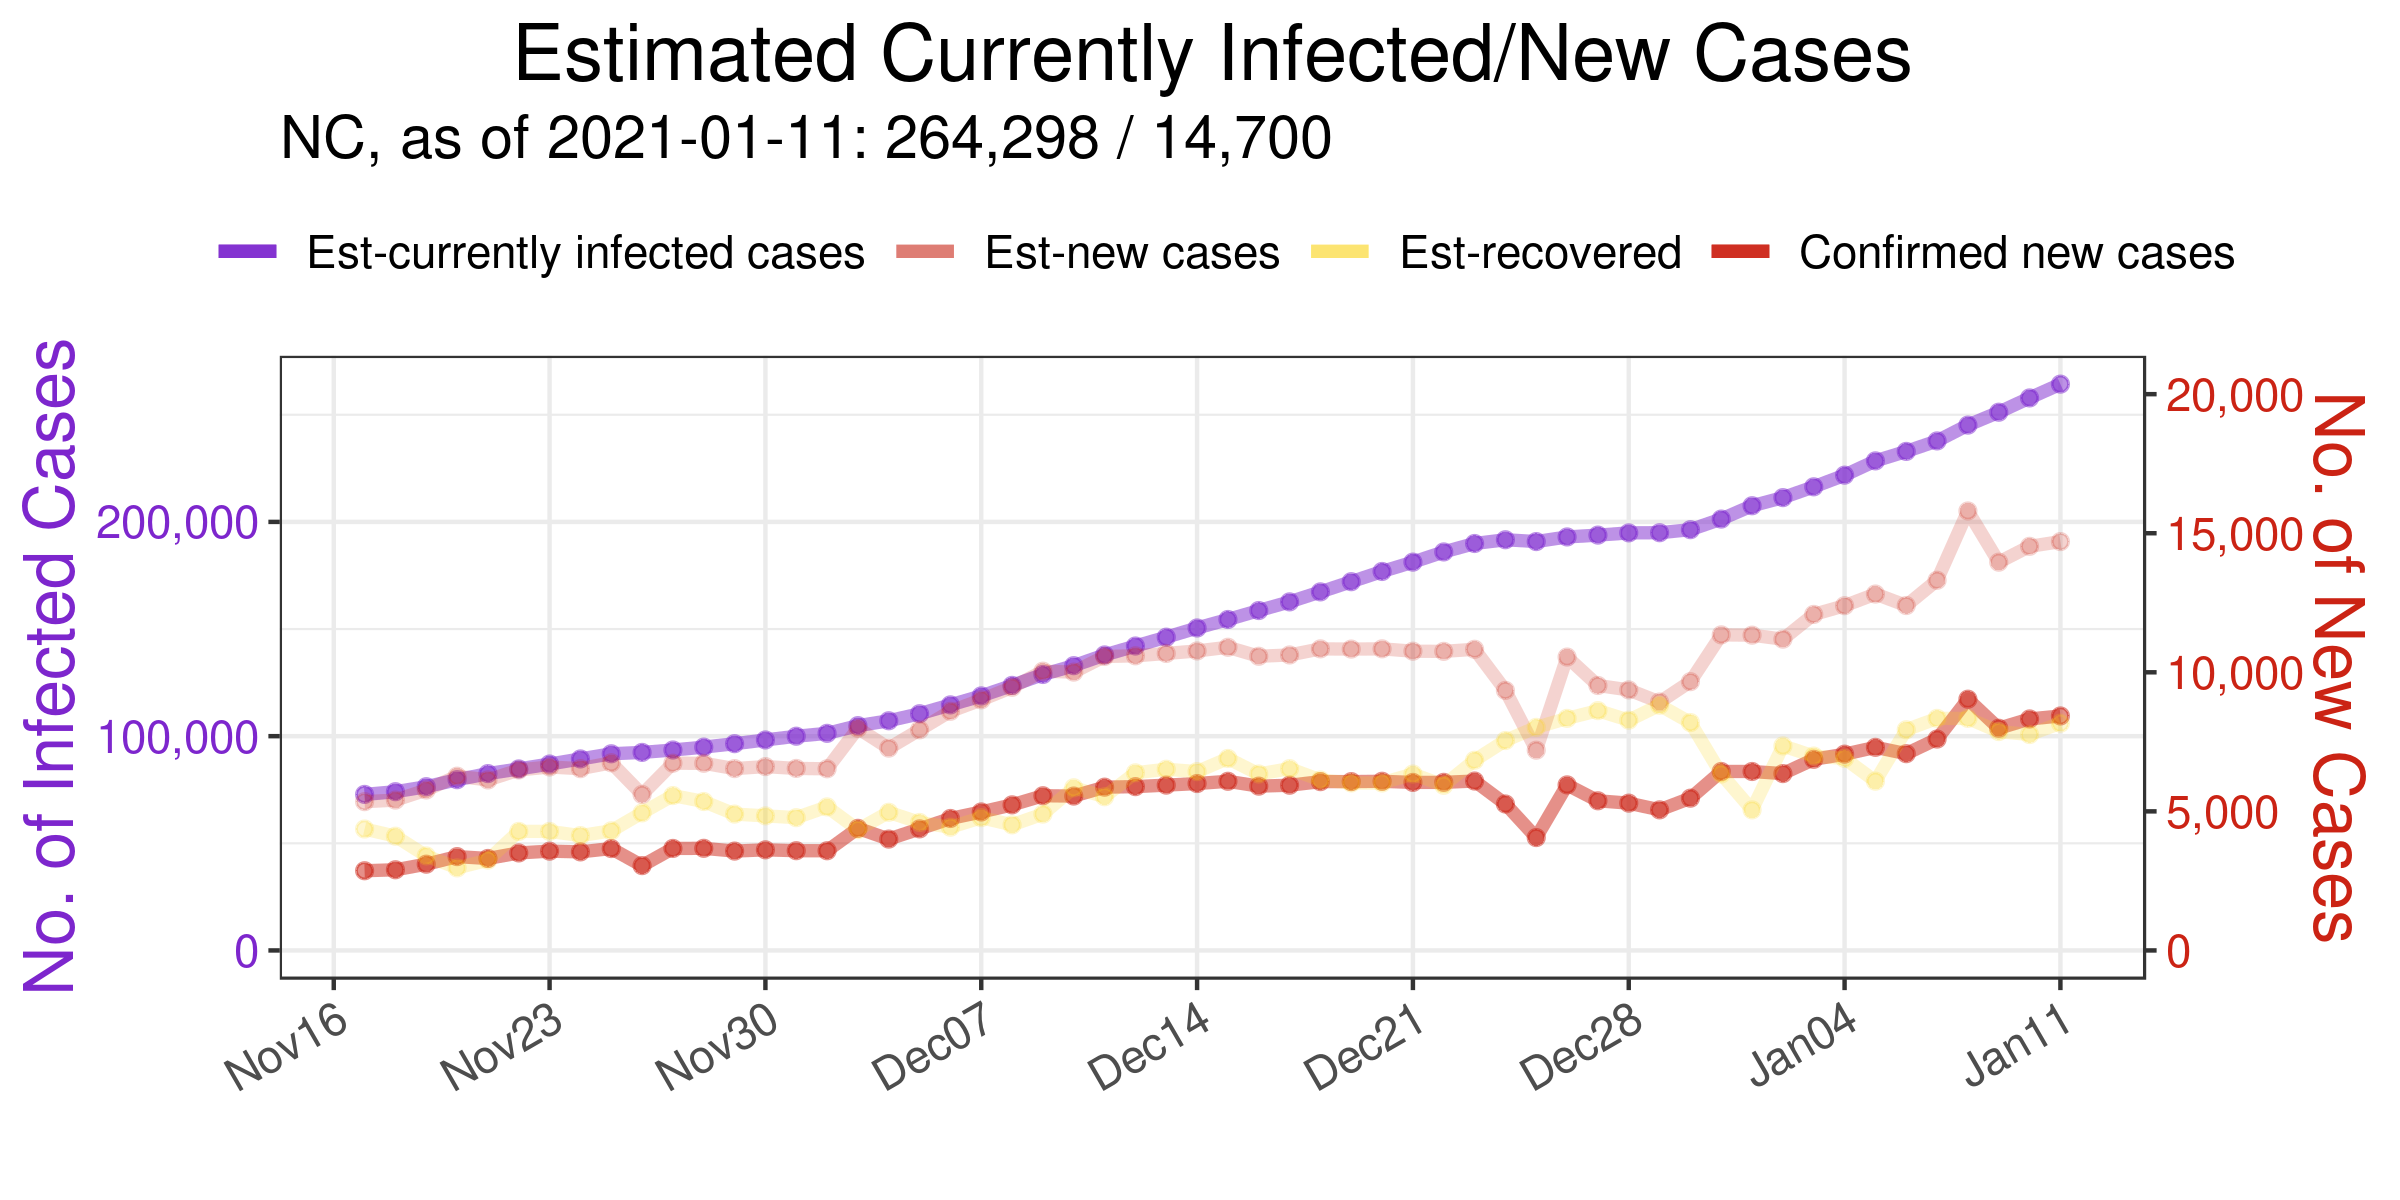 Estimated Currently Infected/New Cases
NC, as of 2021-01-11: 264,298 / 14,700
Est-currently infected cases Est-new cases Est-recovered Confirmed new cases
No. of Infected Cases
200,000
100,000
0
20,000
15,000
10,000
5,000
0
No. of New Cases
Nov16 Nov23 Nov30 Dec07 Dec14 Dec21 Dec28 Jan04 Jan11